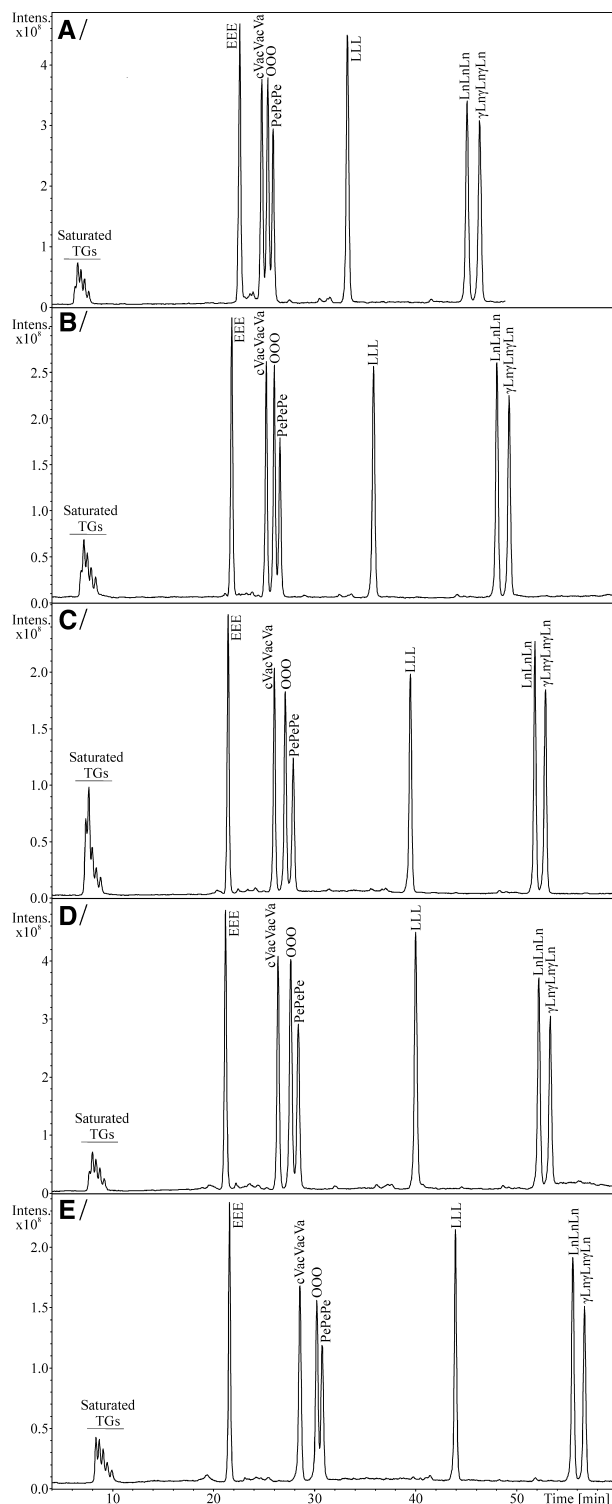 A/
Intens.
x10⁸
4
3
2
1
0
Saturated
TGs
EEE
cVacVacVa
OOO
PePePe
LLL
LnLnLn
γLnγLnγLn
B/
Intens.
x10⁸
2.5
2.0
1.5
1.0
0.5
0.0
Saturated
TGs
EEE
cVacVacVa
OOO
PePePe
LLL
LnLnLn
γLnγLnγLn
C/
Intens.
x10⁸
2.0
1.5
1.0
0.5
0.0
Saturated
TGs
EEE
cVacVacVa
OOO
PePePe
LLL
LnLnLn
γLnγLnγLn
D/
Intens.
x10⁸
4
3
2
1
0
Saturated
TGs
EEE
cVacVacVa
OOO
PePePe
LLL
LnLnLn
γLnγLnγLn
E/
Intens.
x10⁸
2.0
1.5
1.0
0.5
0.0
Saturated
TGs
EEE
cVacVacVa
OOO
PePePe
LLL
LnLnLn
γLnγLnγLn
10 20 30 40 50 Time [min]